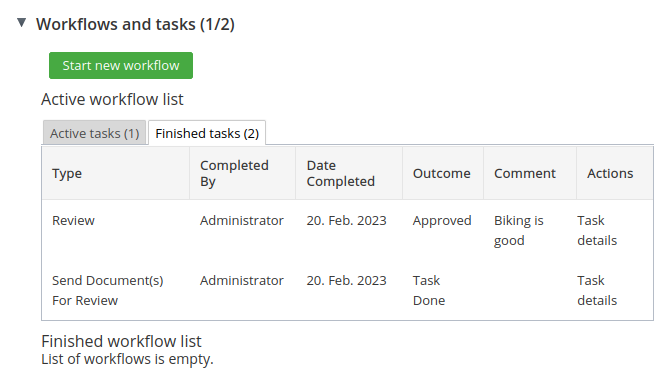 Workflows and tasks (1/2)
Start new workflow
Active workflow list
Active tasks (1) Finished tasks (2)
Type Completed By Date Completed Outcome Comment Actions
Review Administrator 20. Feb. 2023 Approved Biking is good Task details
Send Document(s) For Review Administrator 20. Feb. 2023 Task Done Task details
Finished workflow list
List of workflows is empty.